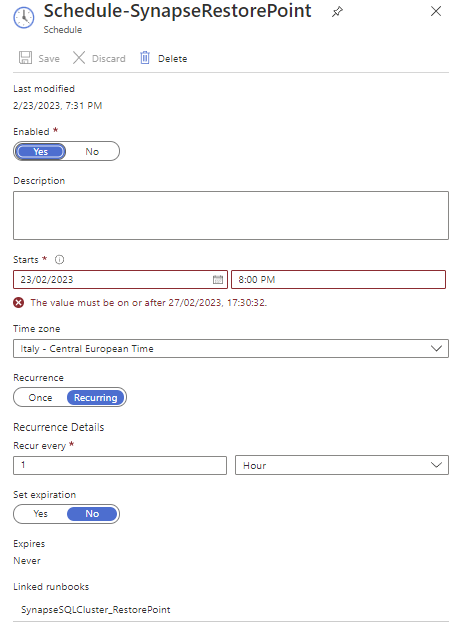 Schedule-SynapseRestorePoint
Schedule
Save Discard Delete
Last modified
2/23/2023, 7:31 PM
Enabled *
Yes No
Description
Starts *
23/02/2023 8:00 PM
The value must be on or after 27/02/2023, 17:30:32.
Time zone
Italy - Central European Time
Recurrence
Once Recurring
Recurrence Details
Recur every *
1 Hour
Set expiration
Yes No
Expires
Never
Linked runbooks
SynapseSQLCluster_RestorePoint